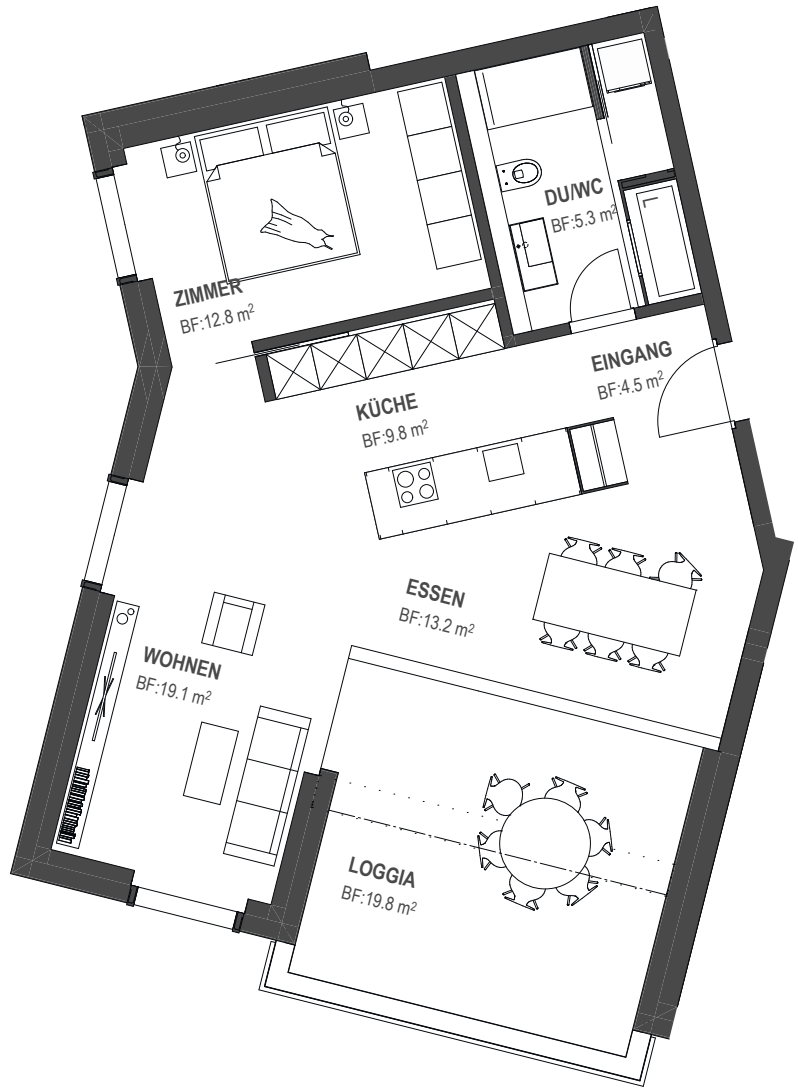 DU/WC
BF:5.3 m²
ZIMMER
BF:12.8 m²
EINGANG
BF:4.5 m²
KÜCHE
BF:9.8 m²
ESSEN
BF:13.2 m²
WOHNEN
BF:19.1 m²
LOGGIA
BF:19.8 m²